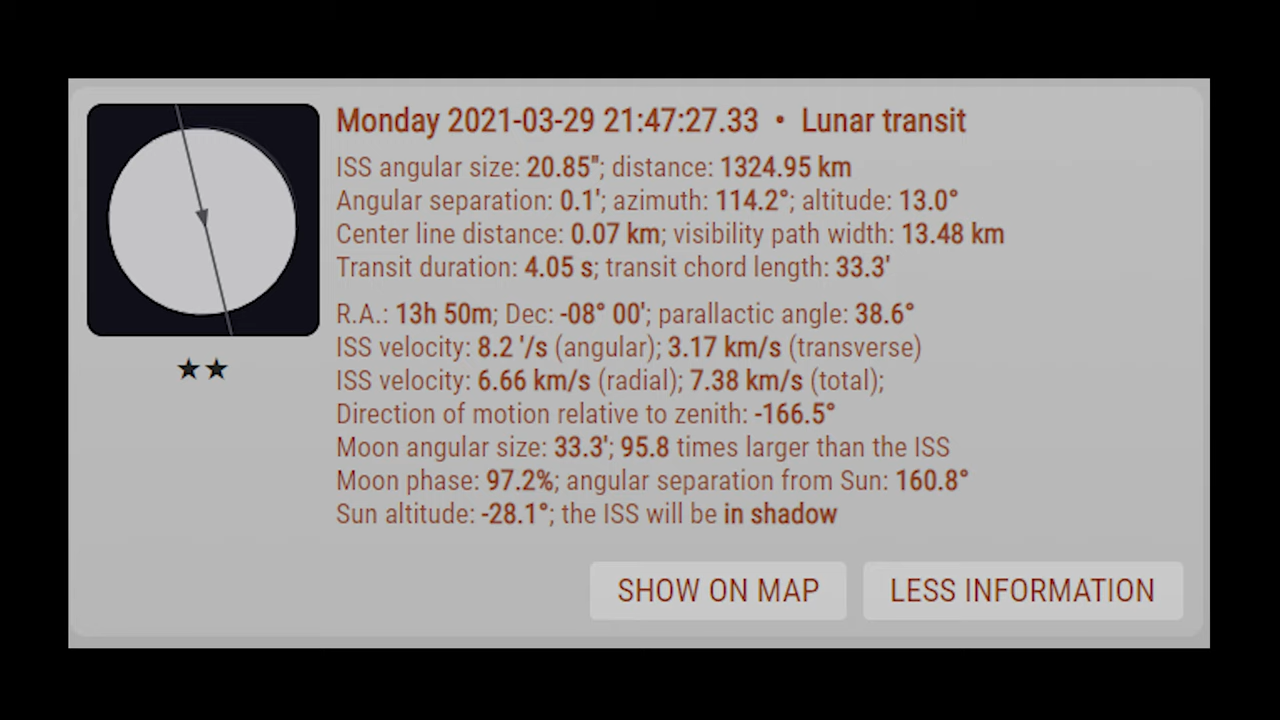 Monday 2021-03-29 21:47:27.33 • Lunar transit
ISS angular size: 20.85"; distance: 1324.95 km
Angular separation: 0.1'; azimuth: 114.2°; altitude: 13.0°
Center line distance: 0.07 km; visibility path width: 13.48 km
Transit duration: 4.05 s; transit chord length: 33.3'
R.A.: 13h 50m; Dec: -08° 00'; parallactic angle: 38.6°
ISS velocity: 8.2 '/s (angular); 3.17 km/s (transverse)
ISS velocity: 6.66 km/s (radial); 7.38 km/s (total);
Direction of motion relative to zenith: -166.5°
Moon angular size: 33.3'; 95.8 times larger than the ISS
Moon phase: 97.2%; angular separation from Sun: 160.8°
Sun altitude: -28.1°; the ISS will be in shadow
SHOW ON MAP
LESS INFORMATION